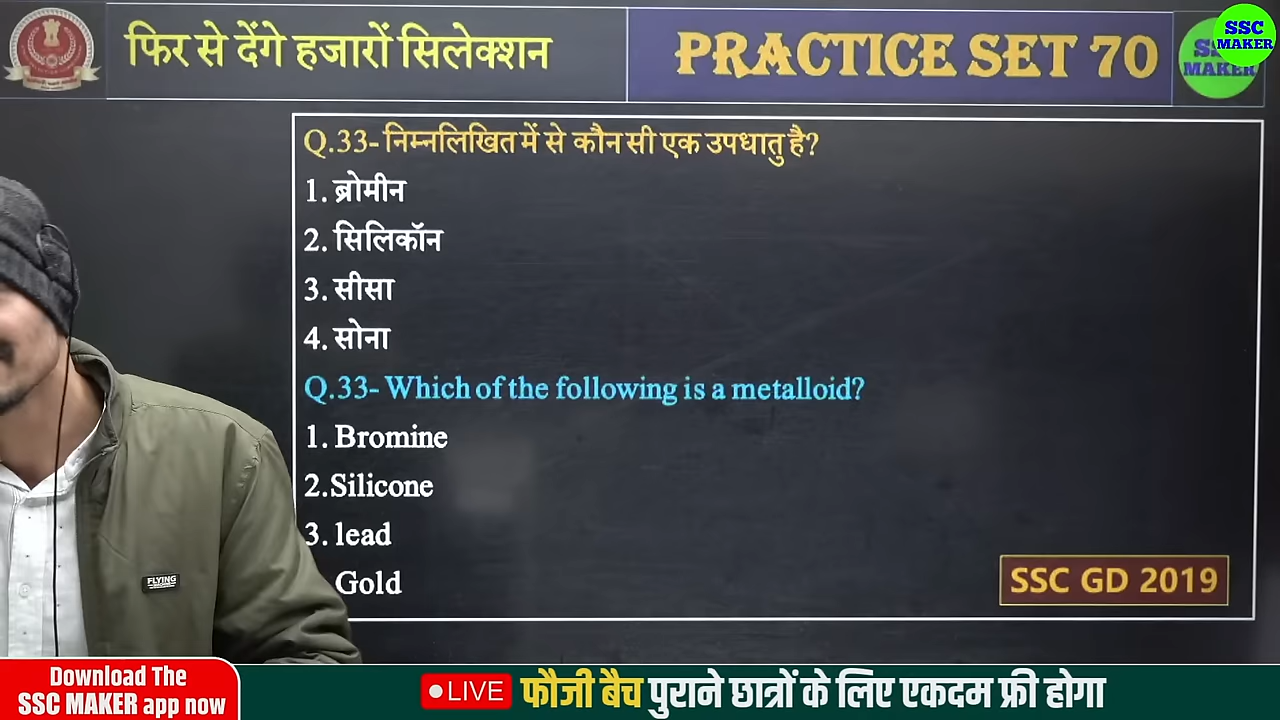 फिर से देंगे हजारों सिलेक्शन
PRACTICE SET 70
SSC
MAKER
MAKER
Q.33- निम्नलिखित में से कौन सी एक उपधातु है?
1. ब्रोमीन
2. सिलिकॉन
3. सीसा
4. सोना
Q.33- Which of the following is a metalloid?
1. Bromine
2.Silicone
3. lead
Gold
SSC GD 2019
FLYING
Download The
SSC MAKER app now
LIVE
फौजी बैच पुराने छात्रों के लिए एकदम फ्री होगा